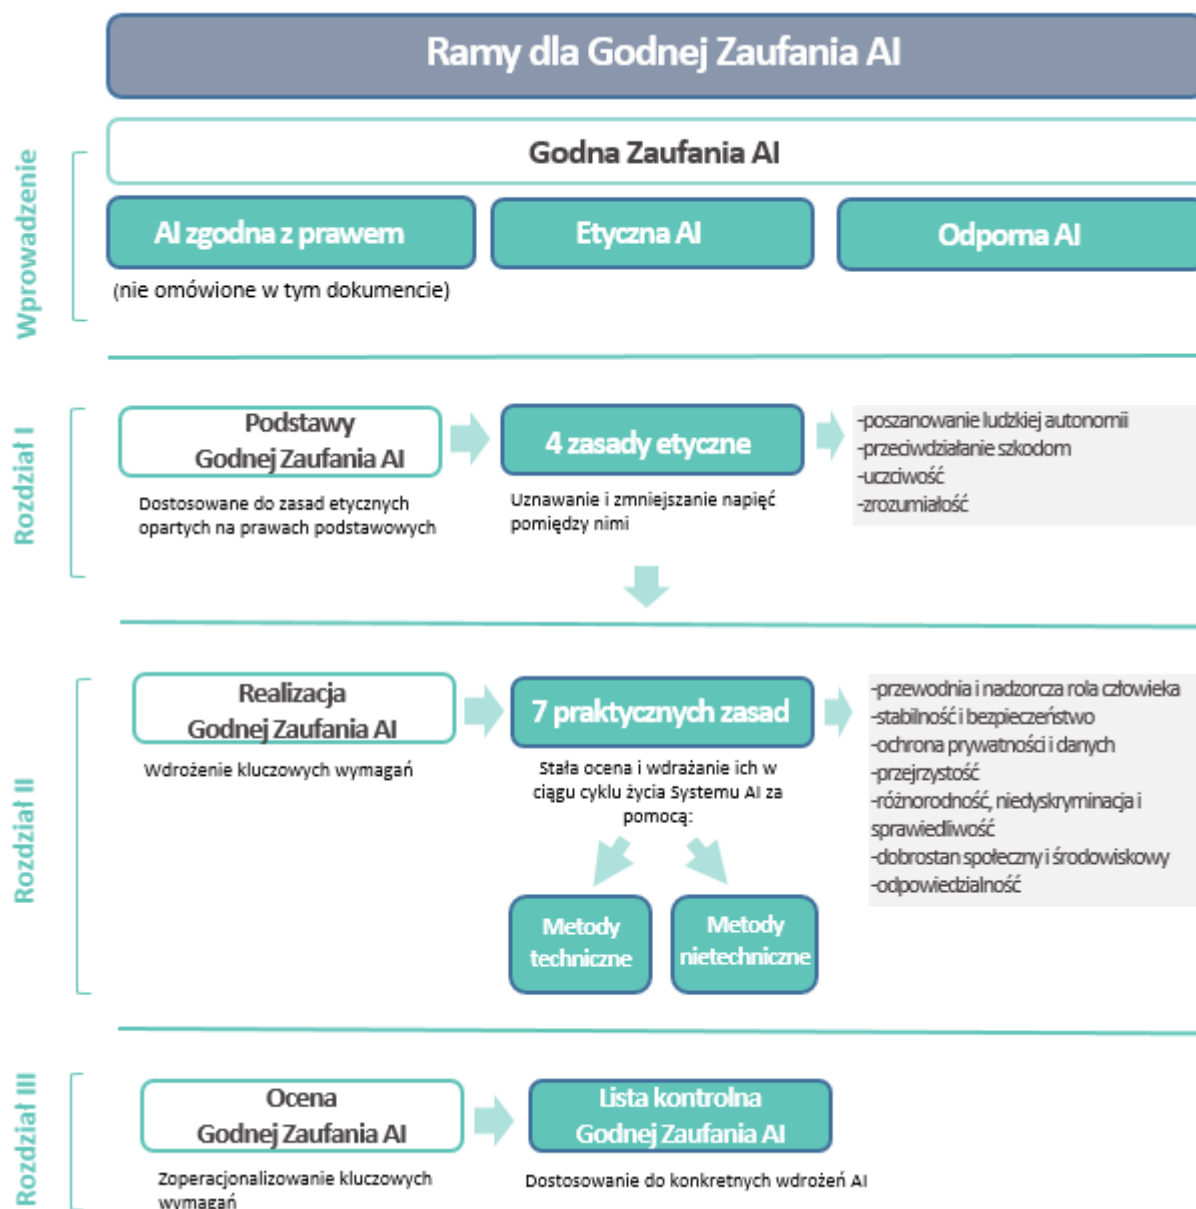 Ramy dla Godnej Zaufania AI
Wprowadzenie
Godna Zaufania AI
AI zgodna z prawem
Etyczna AI
Odporna AI
(nie omówione w tym dokumencie)
Rozdział I
Podstawy
Godnej Zaufania AI
Dostosowane do zasad etycznych
opartych na prawach podstawowych
4 zasady etyczne
Uznawanie i zmniejszanie napięć
pomiędzy nimi
-poszanowanie ludzkiej autonomii
-przeciwdziałanie szkodom
-uczciwość
-zrozumiałość
Rozdział II
Realizacja
Godnej Zaufania AI
Wdrożenie kluczowych wymagań
7 praktycznych zasad
Stała ocena i wdrażanie ich w
ciągu cyklu życia Systemu AI za
pomocą:
Metody
techniczne
Metody
nietechniczne
-przewodnia i nadzorcza rola człowieka
-stabilność i bezpieczeństwo
-ochrona prywatności i danych
-przejrzystość
-różnorodność, niedyskryminacja i
sprawiedliwość
-dobrostan społeczny i środowiskowy
-odpowiedzialność
Rozdział III
Ocena
Godnej Zaufania AI
Zoperacjonalizowanie kluczowych
wymagań
Lista kontrolna
Godnej Zaufania AI
Dostosowanie do konkretnych wdrożeń AI